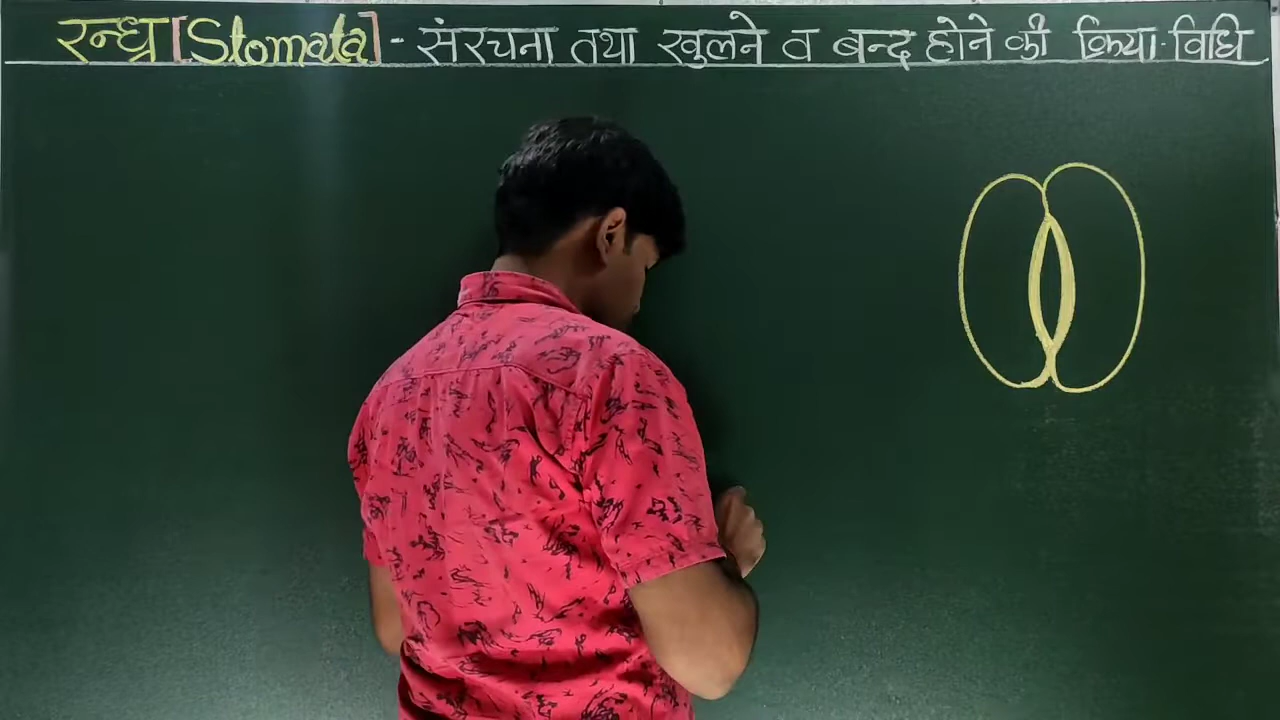 रन्ध्र [Stomata] - संरचना तथा खुलने व बन्द होने की क्रिया-विधि